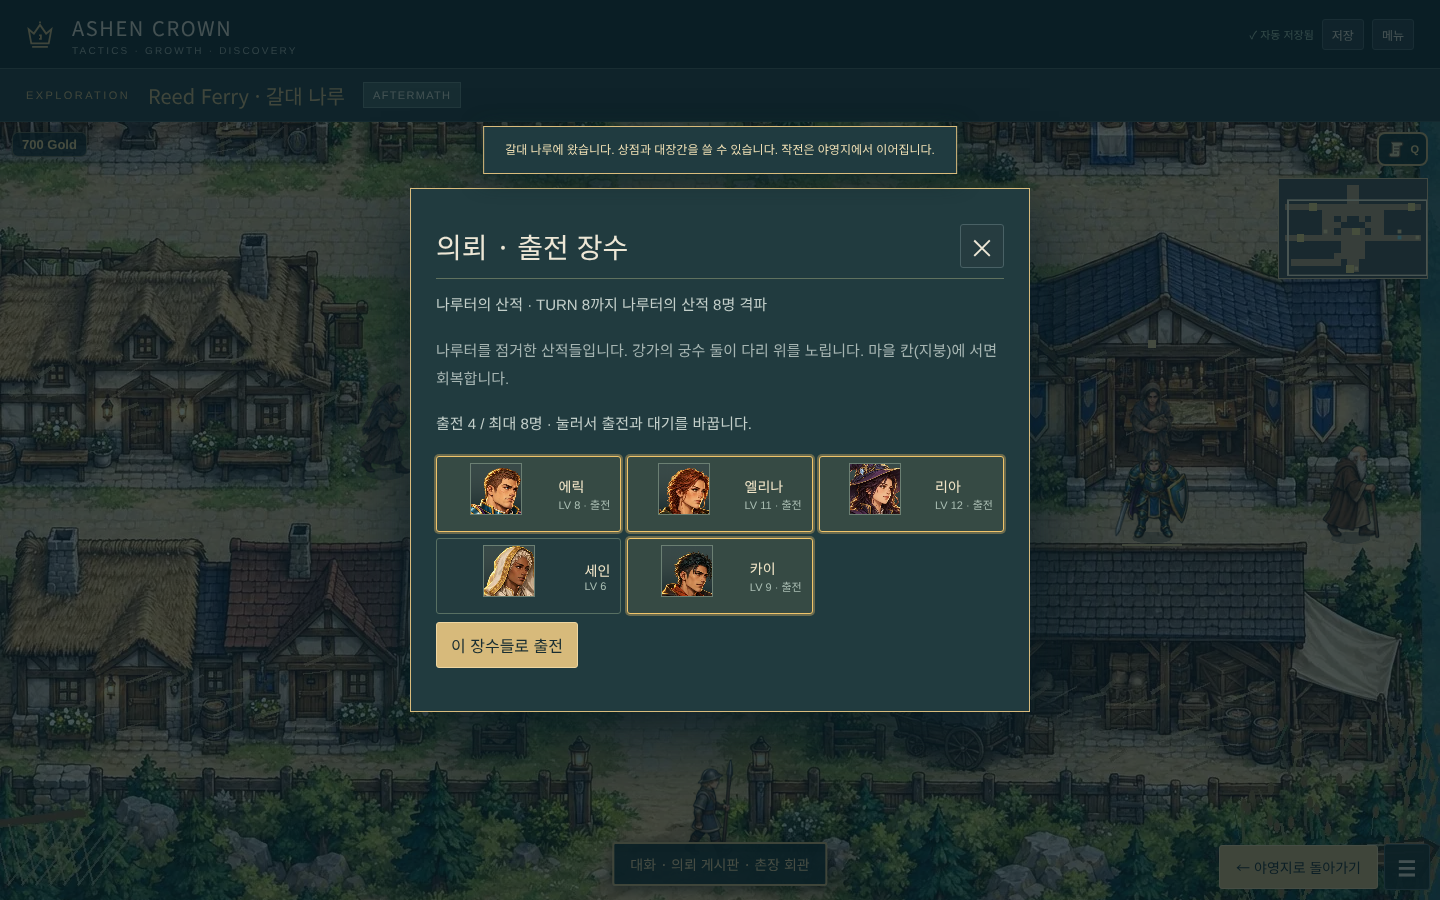 ASHEN CROWN
TACTICS · GROWTH · DISCOVERY
✓ 자동 저장됨
저장
메뉴
EXPLORATION
Reed Ferry · 갈대 나루
AFTERMATH
700 Gold
갈대 나루에 왔습니다. 상점과 대장간을 쓸 수 있습니다. 작전은 야영지에서 이어집니다.
Q
의뢰 · 출전 장수
나루터의 산적 · TURN 8까지 나루터의 산적 8명 격파
나루터를 점거한 산적들입니다. 강가의 궁수 둘이 다리 위를 노립니다. 마을 칸(지붕)에 서면
회복합니다.
출전 4 / 최대 8명 · 눌러서 출전과 대기를 바꿉니다.
에릭
LV 8 · 출전
엘리나
LV 11 · 출전
리아
LV 12 · 출전
세인
LV 6
카이
LV 9 · 출전
이 장수들로 출전
대화 · 의뢰 게시판 · 촌장 회관
← 야영지로 돌아가기